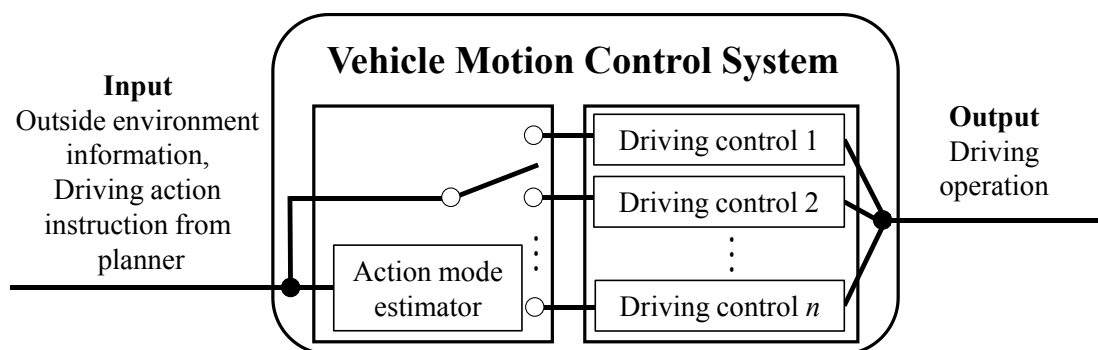 Vehicle Motion Control System
Input
Outside environment
information,
Driving action
instruction from
planner
Action mode
estimator
Driving control 1
Driving control 2
Driving control n
Output
Driving
operation